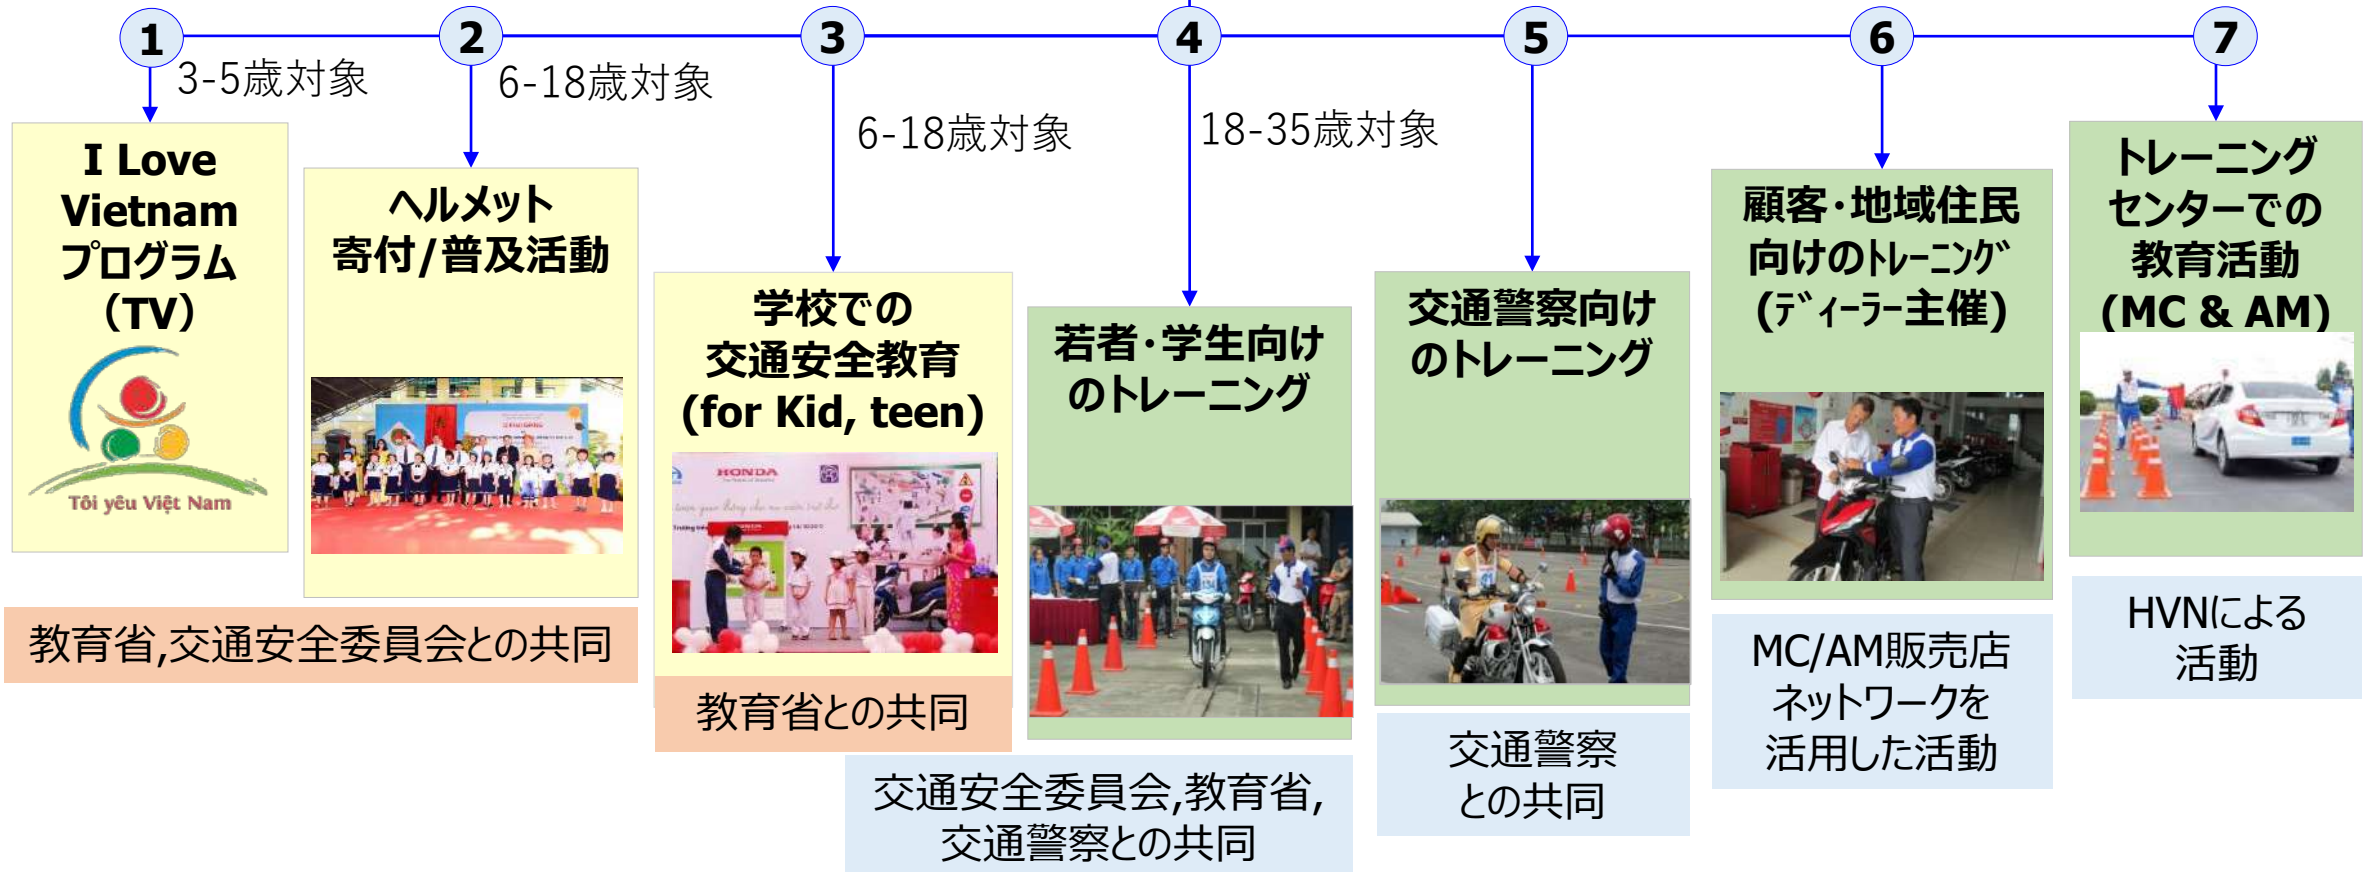 1
2
3
4
5
6
7
3-5歳対象
6-18歳対象
6-18歳対象
18-35歳対象
I Love
Vietnam
プログラム
（TV）
Tôi yêu Việt Nam
ヘルメット
寄付/普及活動
教育省,交通安全委員会との共同
学校での
交通安全教育
(for Kid, teen)
HONDA
HONDA
教育省との共同
若者・学生向け
のトレーニング
交通安全委員会,教育省,
交通警察との共同
交通警察向け
のトレーニング
交通警察
との共同
顧客・地域住民
向けのﾄﾚｰﾆﾝｸﾞ
(ﾃﾞｨｰﾗｰ主催)
MC/AM販売店
ネットワークを
活用した活動
トレーニング
センターでの
教育活動
(MC & AM)
HVNによる
活動